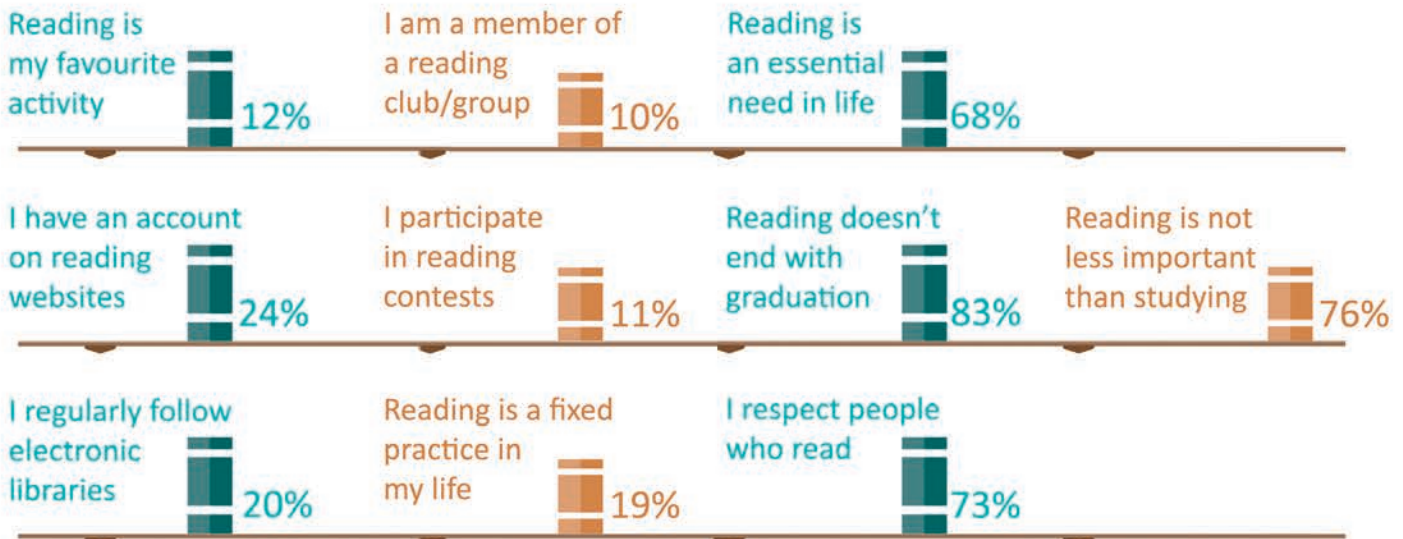 Reading is
my favourite
activity
12%
I am a member of
a reading
club/group
10%
Reading is
an essential
need in life
68%
I have an account
on reading
websites
24%
I participate
in reading
contests
11%
Reading doesn’t
end with
graduation
83%
Reading is not
less important
than studying
76%
I regularly follow
electronic
libraries
20%
Reading is a fixed
practice in
my life
19%
I respect people
who read
73%